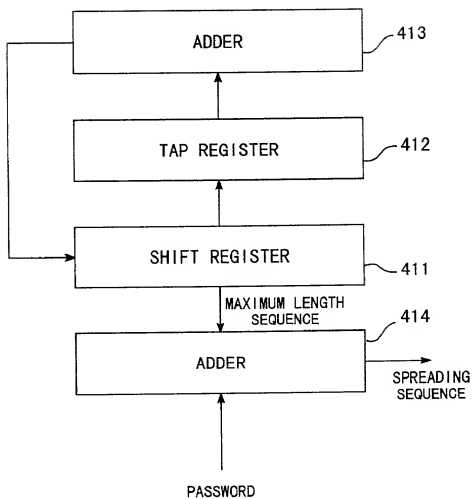 ADDER
413
TAP REGISTER
412
SHIFT REGISTER
411
MAXIMUM LENGTH
SEQUENCE
414
ADDER
SPREADING
SEQUENCE
PASSWORD